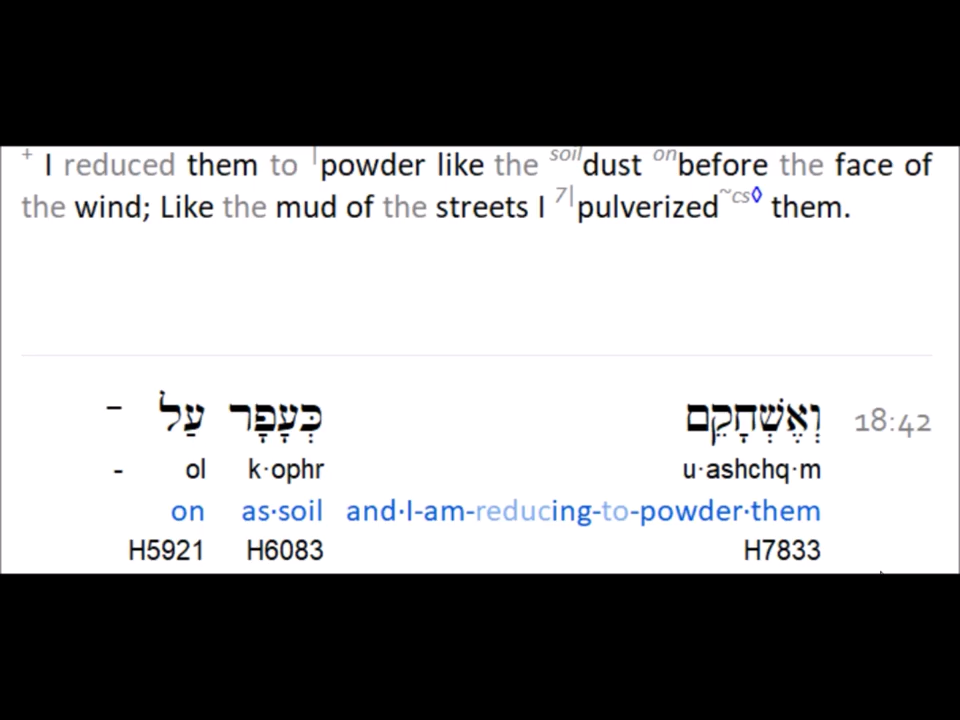 + I reduced them to |powder like the soil dust on before the face of
the wind; Like the mud of the streets I 7|pulverized ~cs◊ them.
18:42 וְאֶשְׁחָקֵם כְּעָפָר עַל –
- ol k·ophr u·ashchq·m
on as·soil and·I-am-reducing-to-powder·them
H5921 H6083 H7833